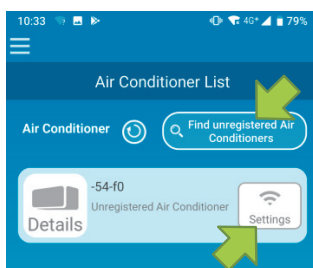 10:33 4G+ 79%
Air Conditioner List
Air Conditioner
Find unregistered Air
Conditioners
-54-f0
Unregistered Air Conditioner
Details
Settings